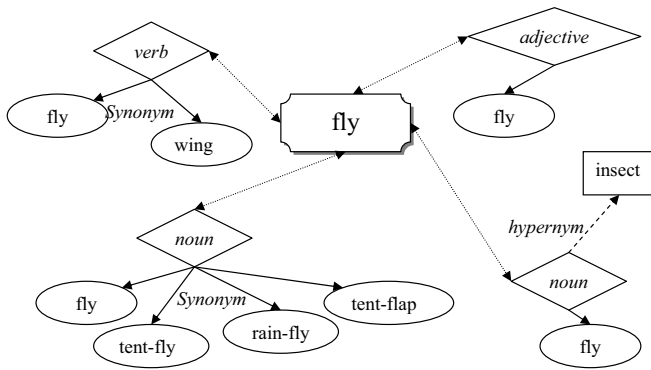 verb
adjective
fly
Synonym
fly
fly
wing
insect
hypernym
noun
noun
fly
Synonym
tent-flap
rain-fly
tent-fly
fly